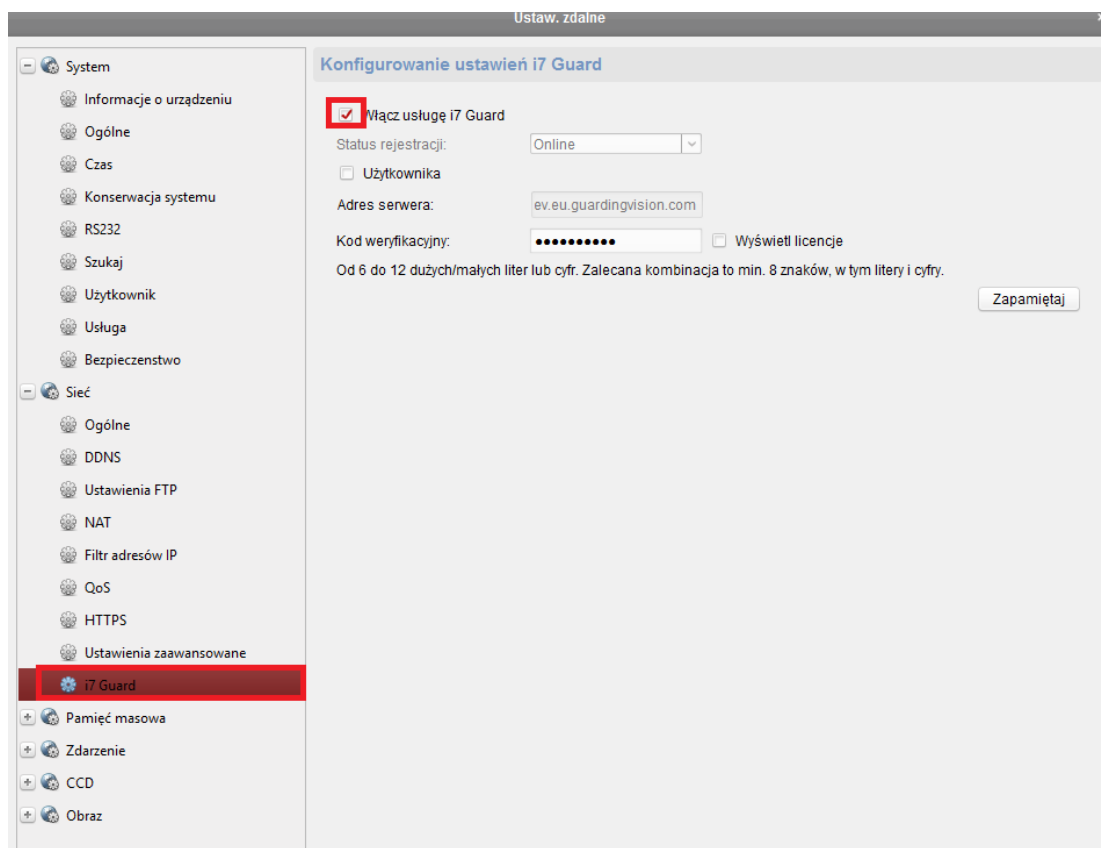 Ustaw. zdalne
System
Informacje o urządzeniu
Ogólne
Czas
Konserwacja systemu
RS232
Szukaj
Użytkownik
Usługa
Bezpieczenstwo
Sieć
Ogólne
DDNS
Ustawienia FTP
NAT
Filtr adresów IP
QoS
HTTPS
Ustawienia zaawansowane
i7 Guard
Pamięć masowa
Zdarzenie
CCD
Obraz
Konfigurowanie ustawień i7 Guard
Włącz usługę i7 Guard
Status rejestracji: Online
Użytkownika
Adres serwera: ev.eu.guardingvision.com
Kod weryfikacyjny: ●●●●●●●●●● Wyświetl licencje
Od 6 do 12 dużych/małych liter lub cyfr. Zalecana kombinacja to min. 8 znaków, w tym litery i cyfry.
Zapamiętaj